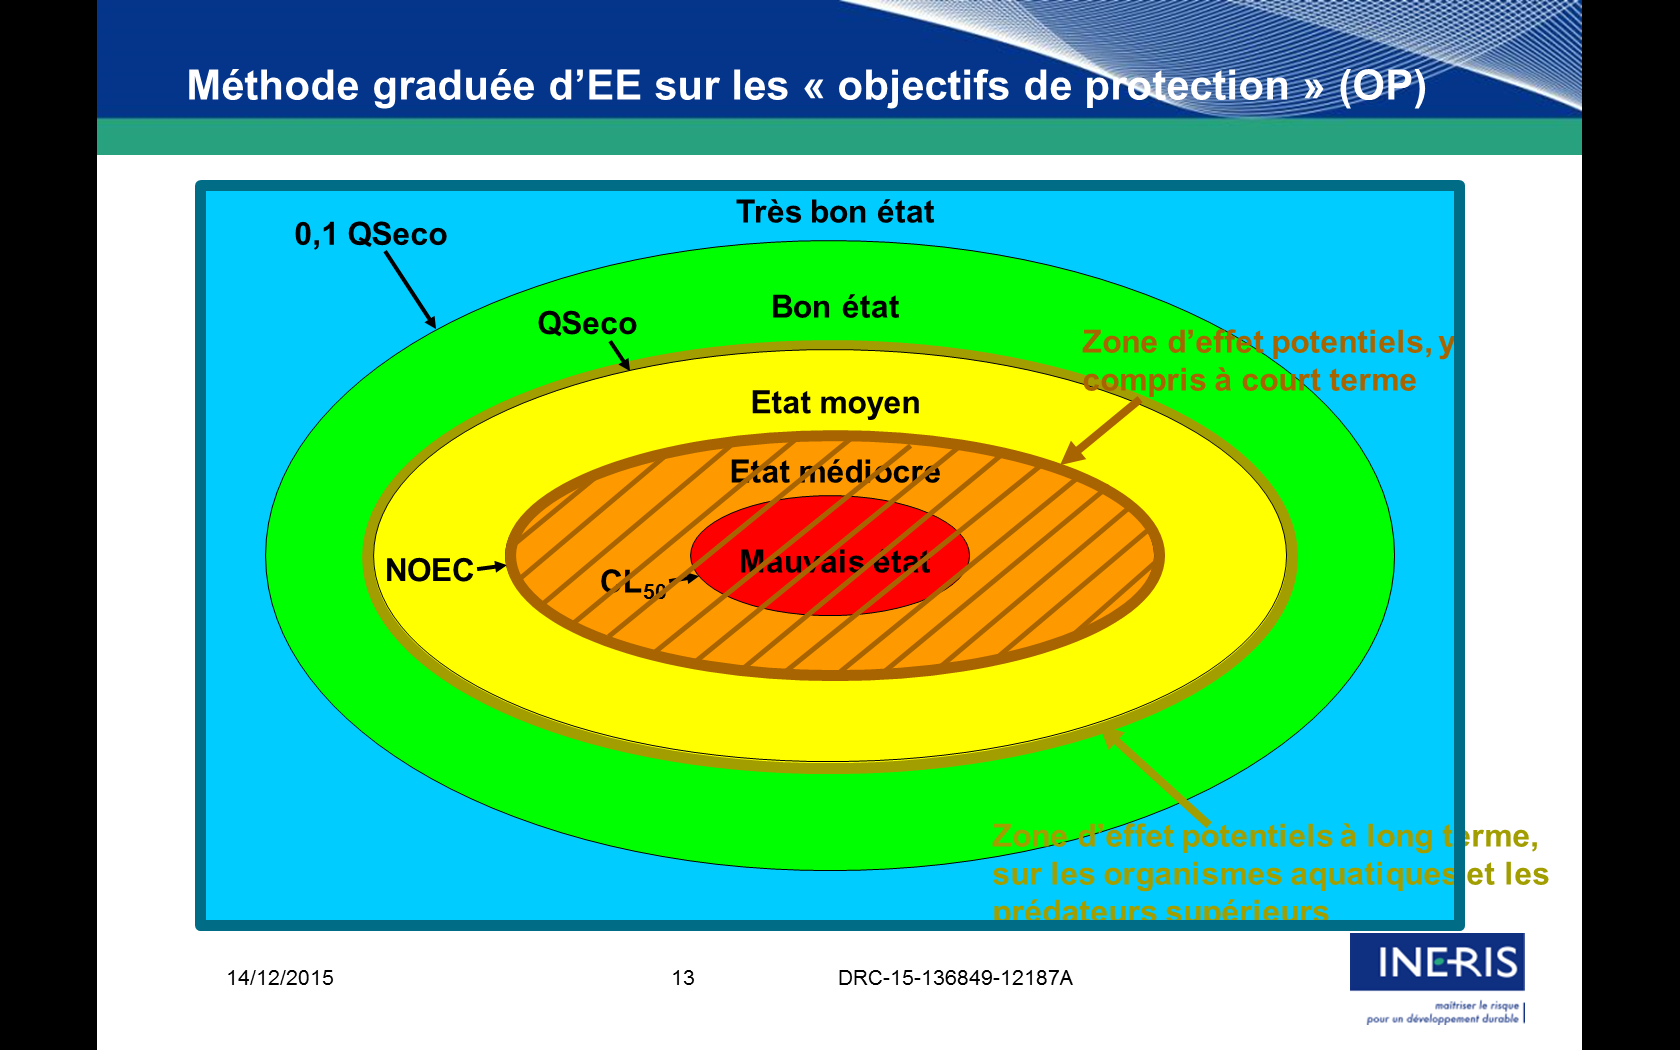 Méthode graduée d’EE sur les « objectifs de protection » (OP)
Très bon état
0,1 QSeco
Bon état
QSeco
Zone d’effet potentiels, y
compris à court terme
Etat moyen
Etat médiocre
Mauvais état
NOEC
CL50
Zone d’effet potentiels à long terme,
sur les organismes aquatiques et les
prédateurs supérieurs
14/12/2015
13
DRC-15-136849-12187A
INERIS
maîtriser le risque
pour un développement durable